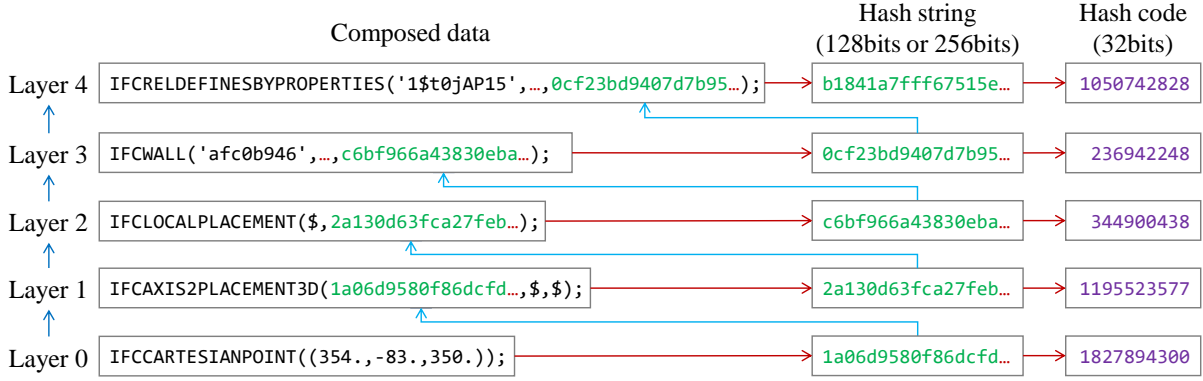 Composed data
Hash string
(128bits or 256bits)
Hash code
(32bits)
Layer 4
IFCRELDEFINESBYPROPERTIES('1$t0jAP15',…,0cf23bd9407d7b95…);
b1841a7fff67515e…
1050742828
Layer 3
IFCWALL('afc0b946',…,c6bf966a43830eba…);
0cf23bd9407d7b95…
236942248
Layer 2
IFCLOCALPLACEMENT($,2a130d63fca27feb…);
c6bf966a43830eba…
344900438
Layer 1
IFCAXIS2PLACEMENT3D(1a06d9580f86dcfd…,$,$);
2a130d63fca27feb…
1195523577
Layer 0
IFCCARTESIANPOINT((354.,-83.,350.));
1a06d9580f86dcfd…
1827894300